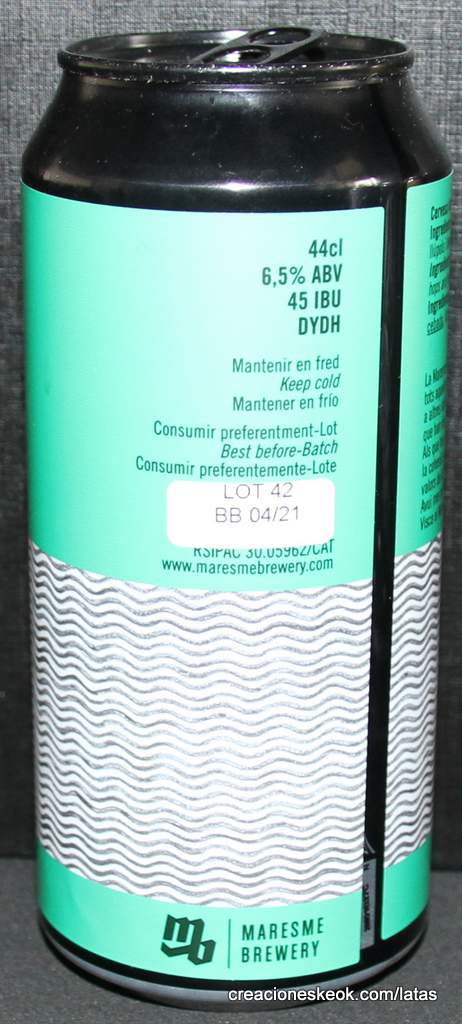 44cl
6,5% ABV
45 IBU
DYDH
Mantenir en fred
Keep cold
Mantener en frío
Consumir preferentment-Lot
Best before-Batch
Consumir preferentemente-Lote
LOT 42
BB 04/21
RSIPAC 30.05962/CAT
www.maresmebrewery.com
mb
MARESME
BREWERY
creacioneskeok.com/latas